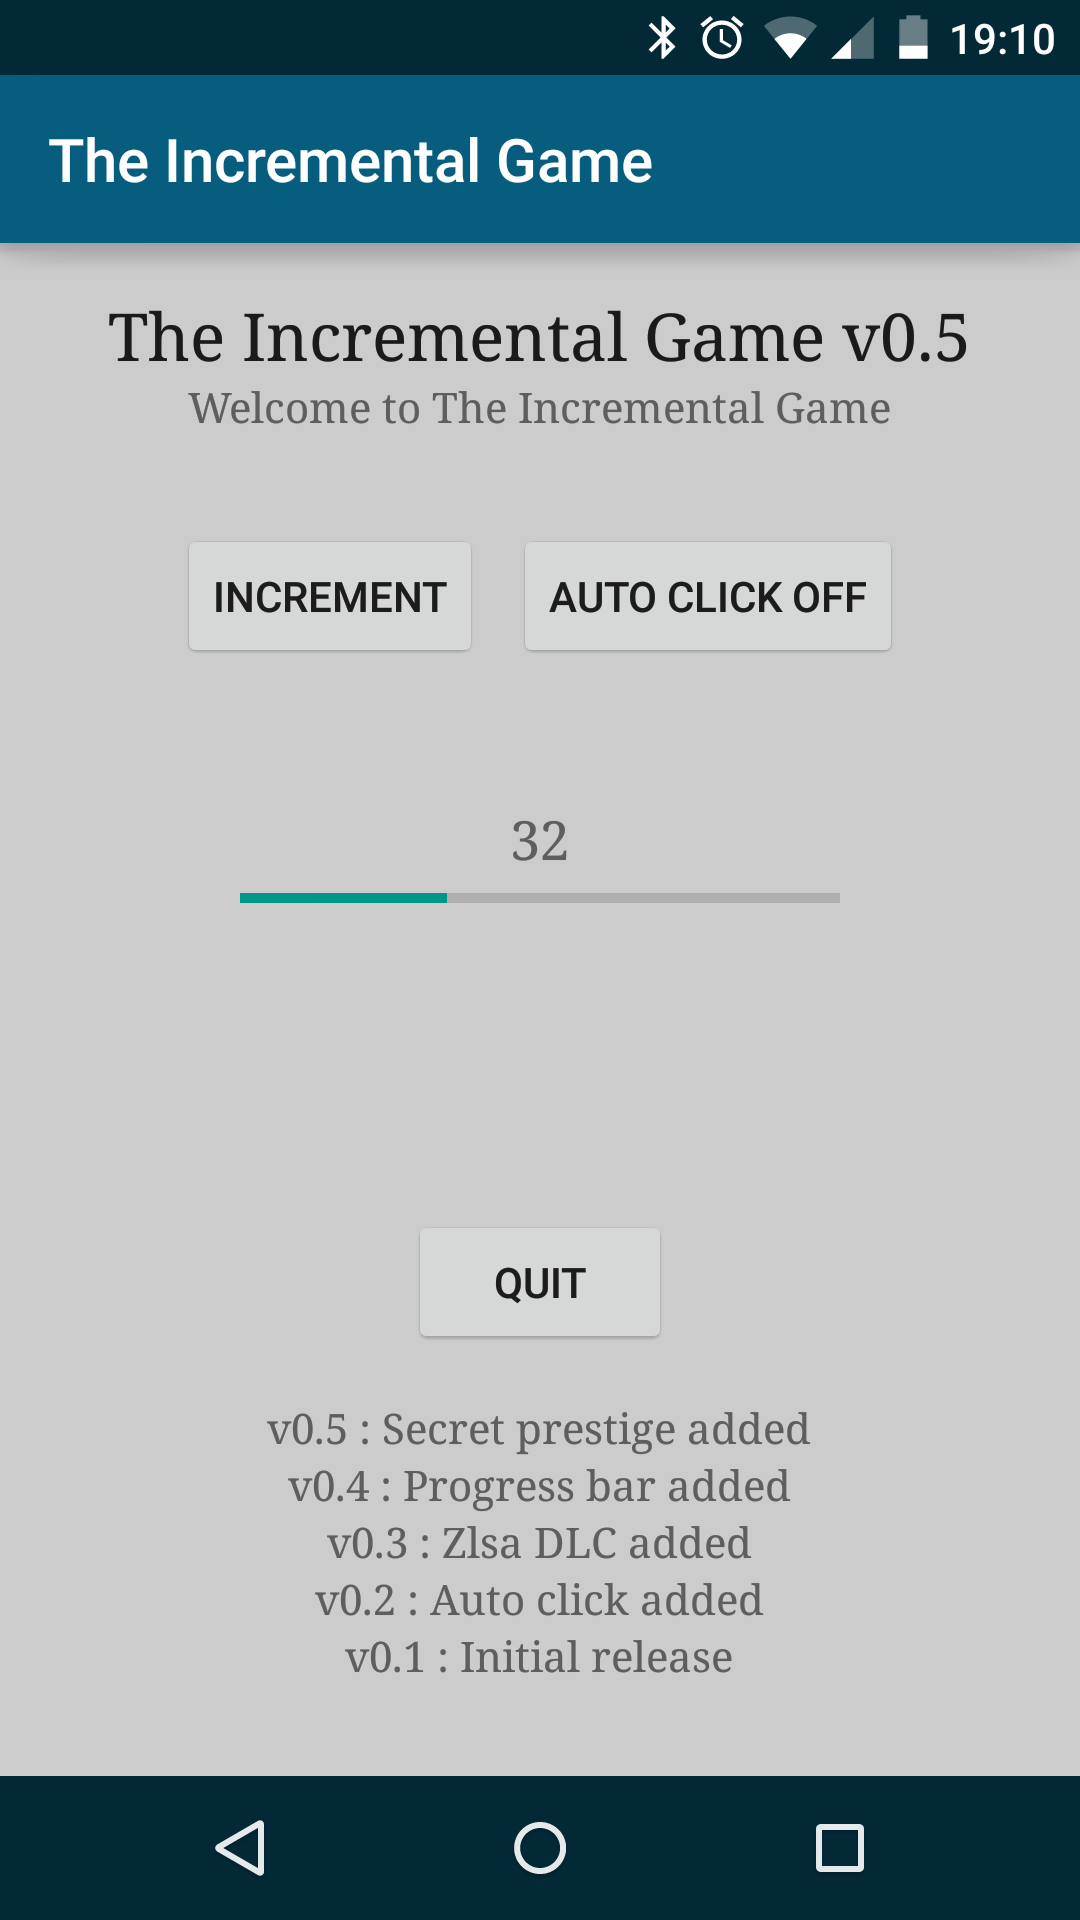 19:10
The Incremental Game
The Incremental Game v0.5
Welcome to The Incremental Game
INCREMENT
AUTO CLICK OFF
32
QUIT
v0.5 : Secret prestige added
v0.4 : Progress bar added
v0.3 : Zlsa DLC added
v0.2 : Auto click added
v0.1 : Initial release